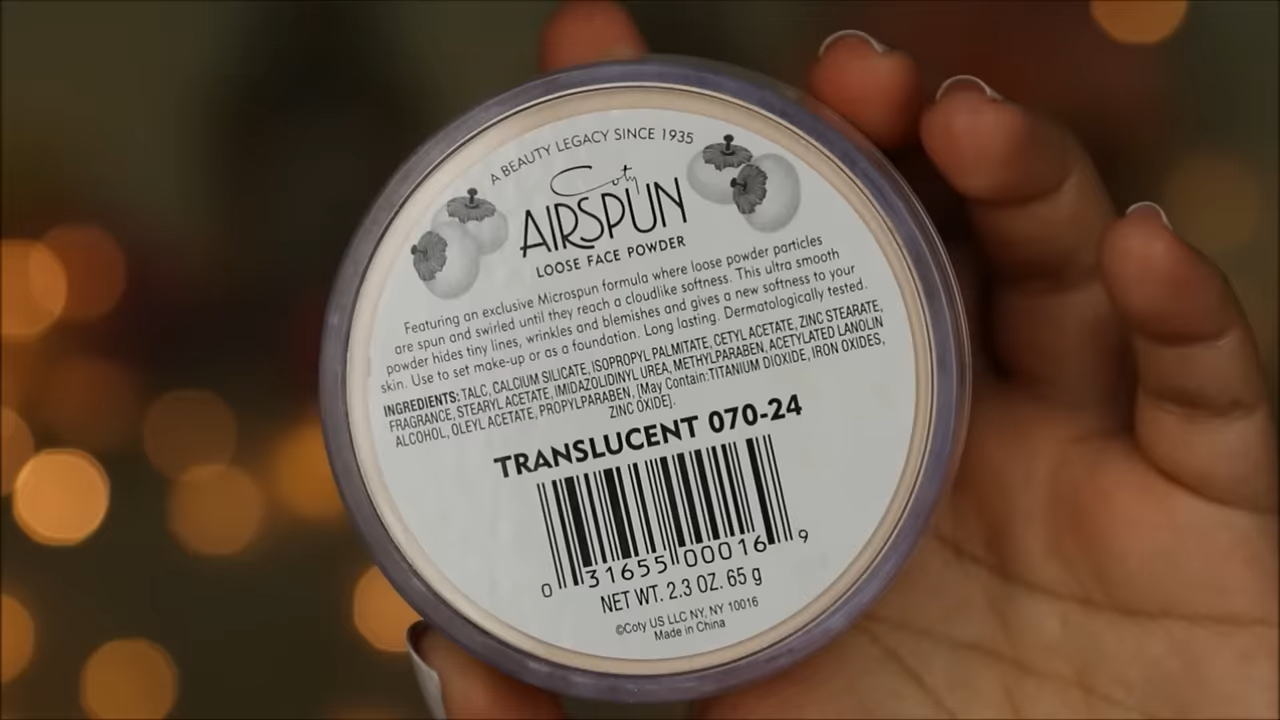 A BEAUTY LEGACY SINCE 1935
Coty
AIRSPUN
LOOSE FACE POWDER
Featuring an exclusive Microspun formula where loose powder particles
are spun and swirled until they reach a cloudlike softness. This ultra smooth
powder hides tiny lines, wrinkles and blemishes and gives a new softness to your
skin. Use to set make-up or as a foundation. Long lasting. Dermatologically tested.
INGREDIENTS: TALC, CALCIUM SILICATE, ISOPROPYL PALMITATE, CETYL ACETATE, ZINC STEARATE,
FRAGRANCE, STEARYL ACETATE, IMIDAZOLIDINYL UREA, METHYLPARABEN, ACETYLATED LANOLIN
ALCOHOL, OLEYL ACETATE, PROPYLPARABEN, [May Contain:TITANIUM DIOXIDE, IRON OXIDES,
ZINC OXIDE].
TRANSLUCENT 070-24
0 31655 00016 9
NET WT. 2.3 OZ. 65 g
©Coty US LLC NY, NY 10016
Made in China